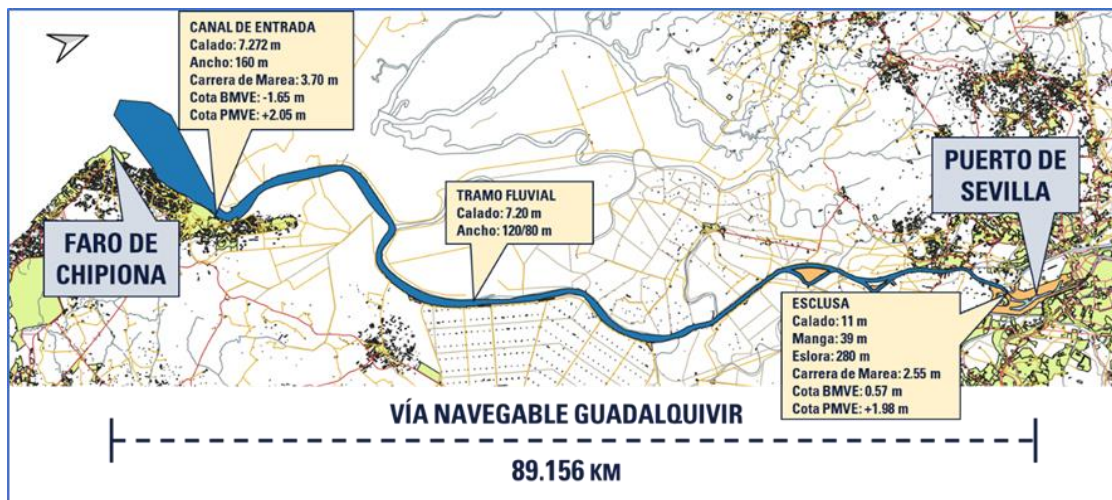 CANAL DE ENTRADA
Calado: 7.272 m
Ancho: 160 m
Carrera de Marea: 3.70 m
Cota BMVE: -1.65 m
Cota PMVE: +2.05 m
FARO DE
CHIPIONA
TRAMO FLUVIAL
Calado: 7.20 m
Ancho: 120/80 m
PUERTO DE
SEVILLA
ESCLUSA
Calado: 11 m
Manga: 39 m
Eslora: 280 m
Carrera de Marea: 2.55 m
Cota BMVE: 0.57 m
Cota PMVE: +1.98 m
VÍA NAVEGABLE GUADALQUIVIR
89.156 KM